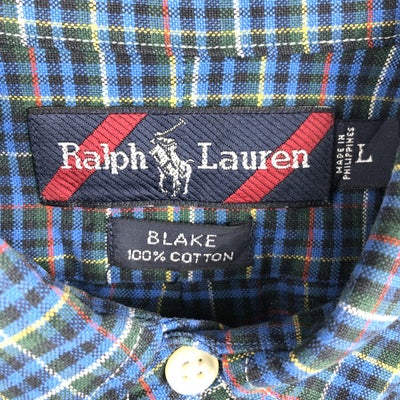 Ralph Lauren
L
MADE IN
PHILIPPINES
BLAKE
100% COTTON